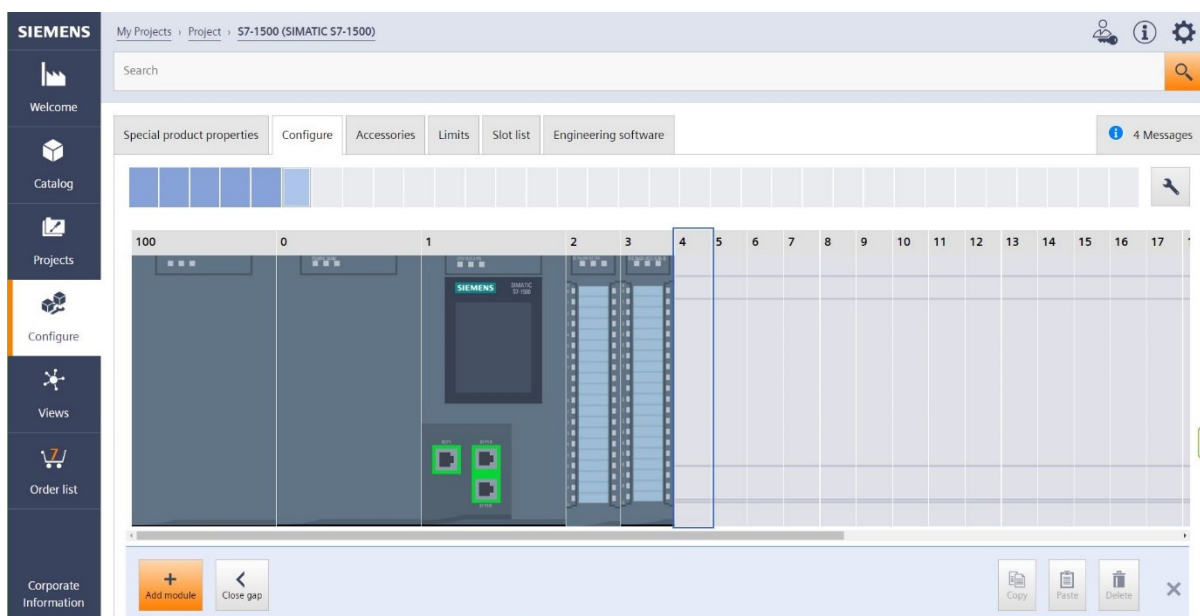 SIEMENS
My Projects › Project › S7-1500 (SIMATIC S7-1500)
Search
Welcome
Catalog
Projects
Configure
Views
7
Order list
Corporate
Information
Special product properties
Configure
Accessories
Limits
Slot list
Engineering software
4 Messages
100 0 1 2 3 4 5 6 7 8 9 10 11 12 13 14 15 16 17
SIEMENS
SIMATIC
S7-1500
Add module
Close gap
Copy
Paste
Delete